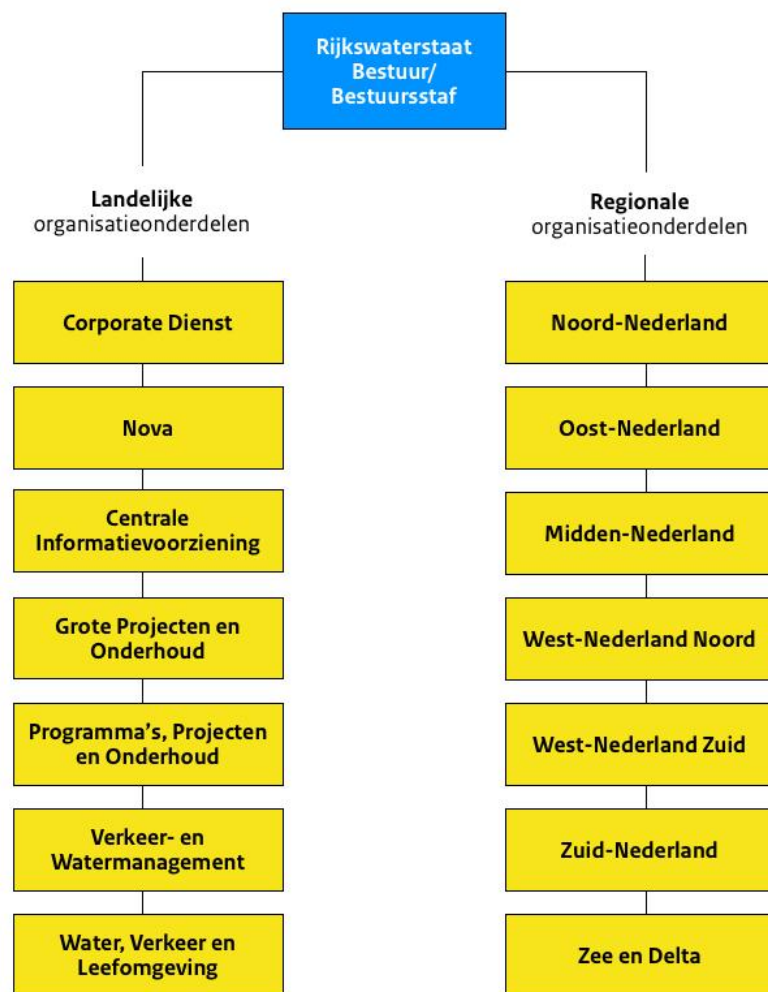 Rijkswaterstaat
Bestuur/
Bestuursstaf
Landelijke
organisatieonderdelen
Corporate Dienst
Nova
Centrale
Informatievoorziening
Grote Projecten en
Onderhoud
Programma's, Projecten
en Onderhoud
Verkeer- en
Watermanagement
Water, Verkeer en
Leefomgeving
Regionale
organisatieonderdelen
Noord-Nederland
Oost-Nederland
Midden-Nederland
West-Nederland Noord
West-Nederland Zuid
Zuid-Nederland
Zee en Delta